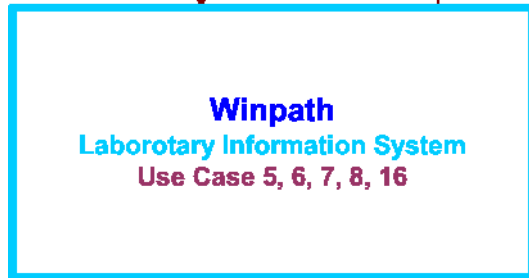 Winpath
Laborotary Information System
Use Case 5, 6, 7, 8, 16